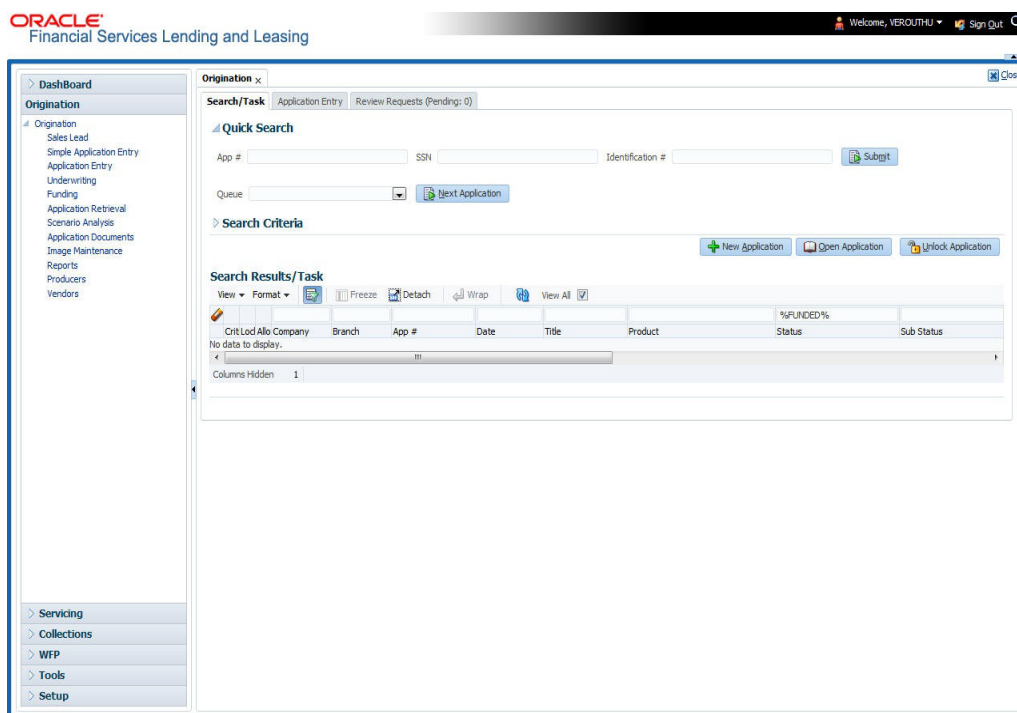 ORACLE
Financial Services Lending and Leasing
Welcome, VEROUTHU
Sign Out
Close
DashBoard
Origination
Origination
Sales Lead
Simple Application Entry
Application Entry
Underwriting
Funding
Application Retrieval
Scenario Analysis
Application Documents
Image Maintenance
Reports
Producers
Vendors
Servicing
Collections
WFP
Tools
Setup
Origination x
Search/Task Application Entry Review Requests (Pending: 0)
Quick Search
App # SSN Identification # Submit
Queue Next Application
Search Criteria
New Application Open Application Unlock Application
Search Results/Task
View Format Freeze Detach Wrap View All
%FUNDED%
Crit Loc Allo Company Branch App # Date Title Product Status Sub Status
No data to display.
Columns Hidden 1